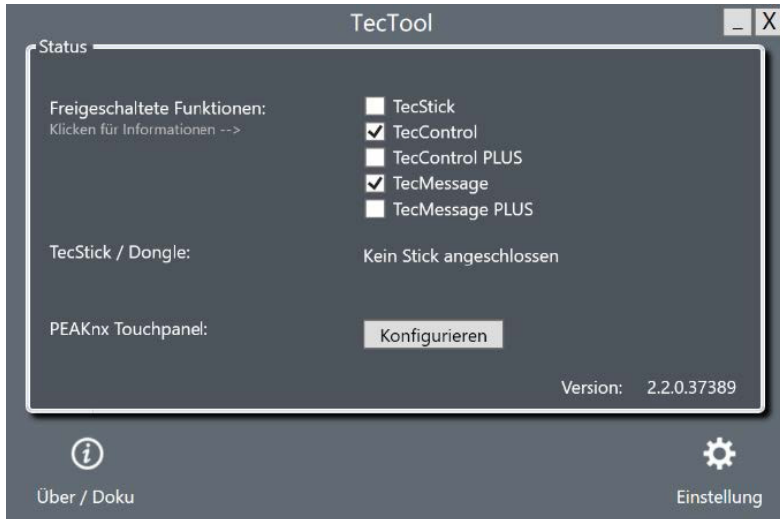 TecTool
_ X
Status
Freigeschaltete Funktionen:
Klicken für Informationen -->
TecStick
TecControl
TecControl PLUS
TecMessage
TecMessage PLUS
TecStick / Dongle:
Kein Stick angeschlossen
PEAKnx Touchpanel:
Konfigurieren
Version: 2.2.0.37389
Über / Doku
Einstellung